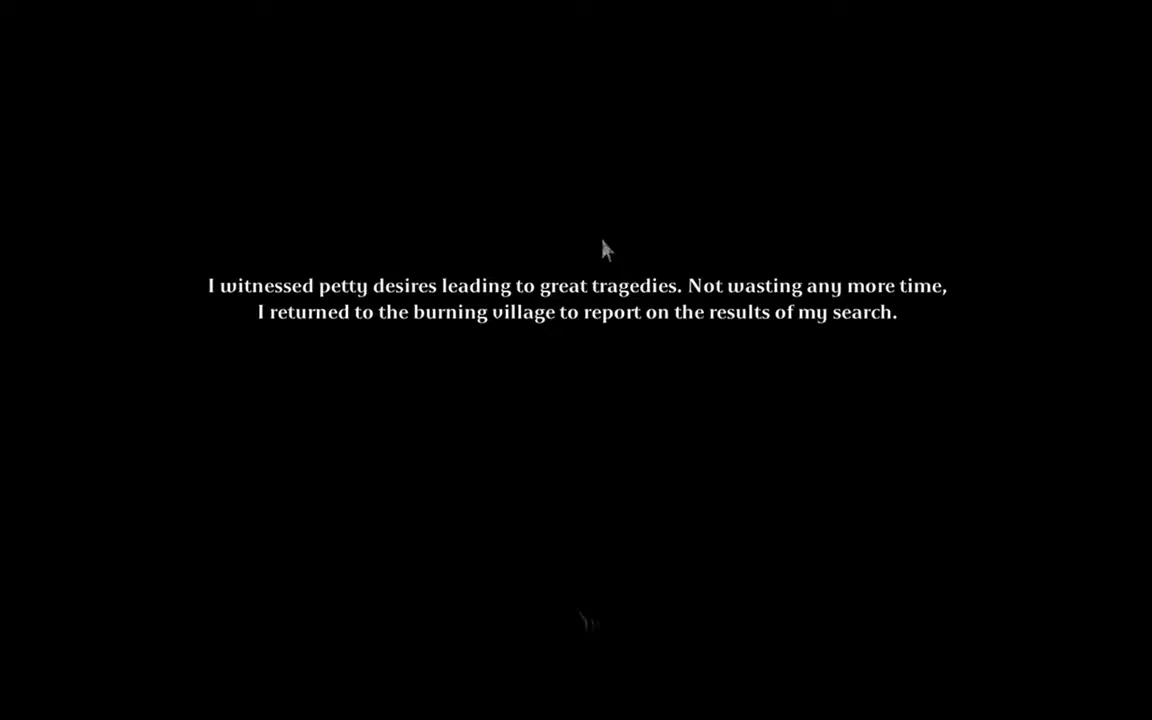 I witnessed petty desires leading to great tragedies. Not wasting any more time,
I returned to the burning village to report on the results of my search.